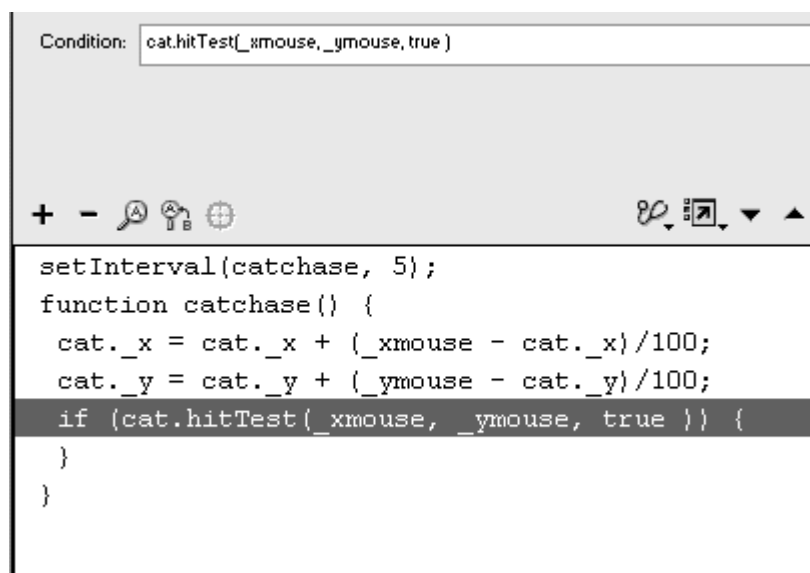 Condition: cat.hitTest(_xmouse, _ymouse, true )
setInterval(catchase, 5);
function catchase() {
cat._x = cat._x + (_xmouse - cat._x)/100;
cat._y = cat._y + (_ymouse - cat._y)/100;
if (cat.hitTest(_xmouse, _ymouse, true )) {
}
}